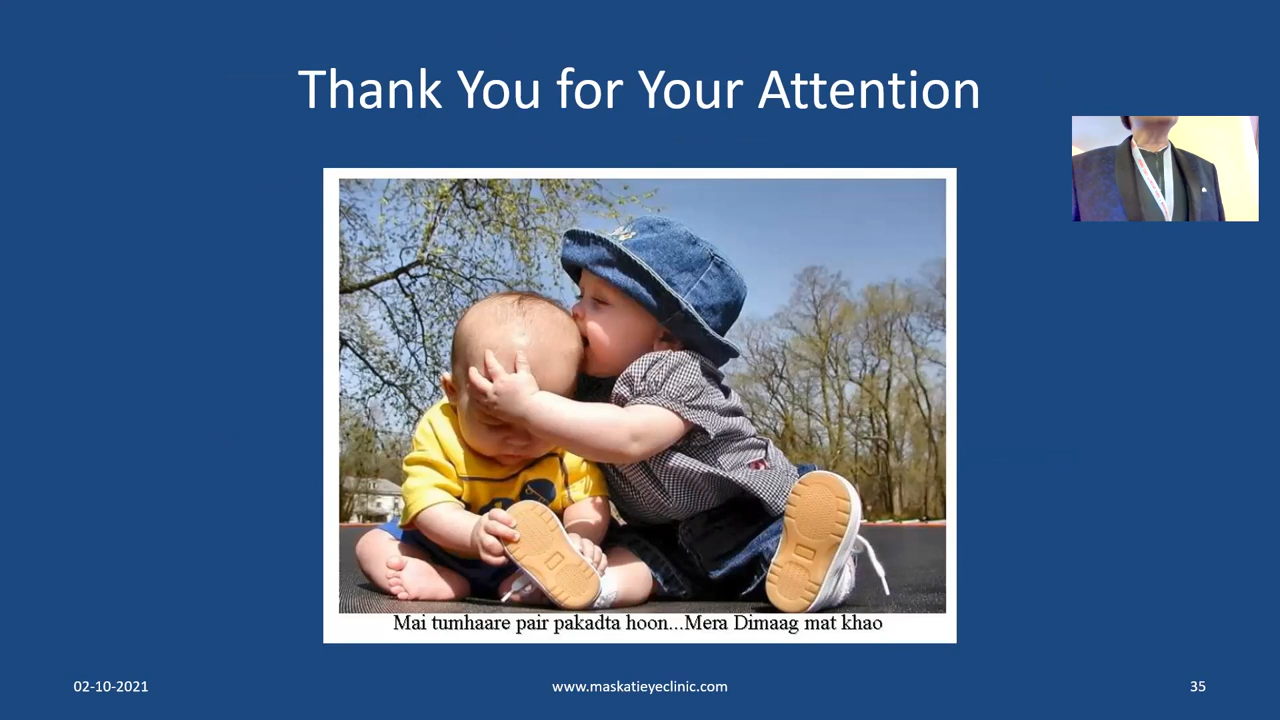 Thank You for Your Attention
Mai tumhaare pair pakadta hoon...Mera Dimaag mat khao
02-10-2021
www.maskatieyeclinic.com
35